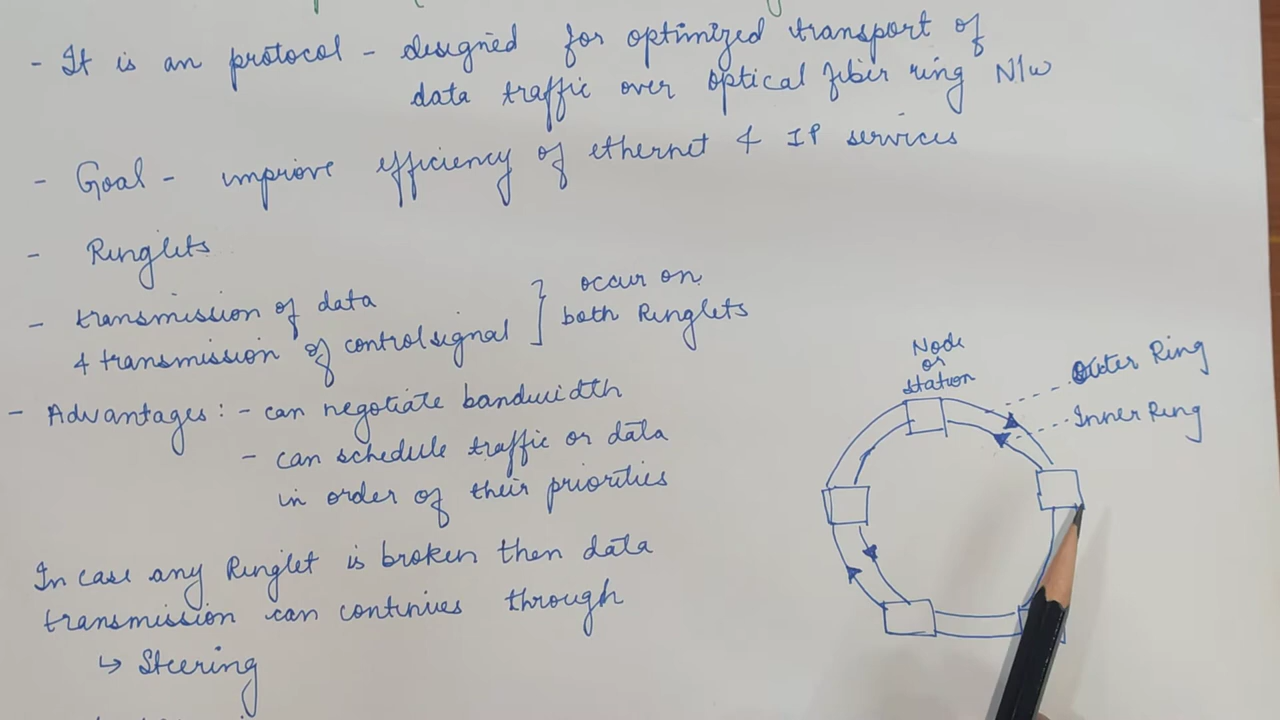 - It is an protocol - designed for optimized transport of
data traffic over optical fiber ring N/w
- Goal - improve efficiency of ethernet & IP services
- Ringlets
- transmission of data
& transmission of control signal
occur on
both Ringlets
- Advantages: - can negotiate bandwidth
- can schedule traffic or data
in order of their priorities
In case any Ringlet is broken then data
transmission can continues through
↳ Steering
Node
or
Station
Outer Ring
Inner Ring